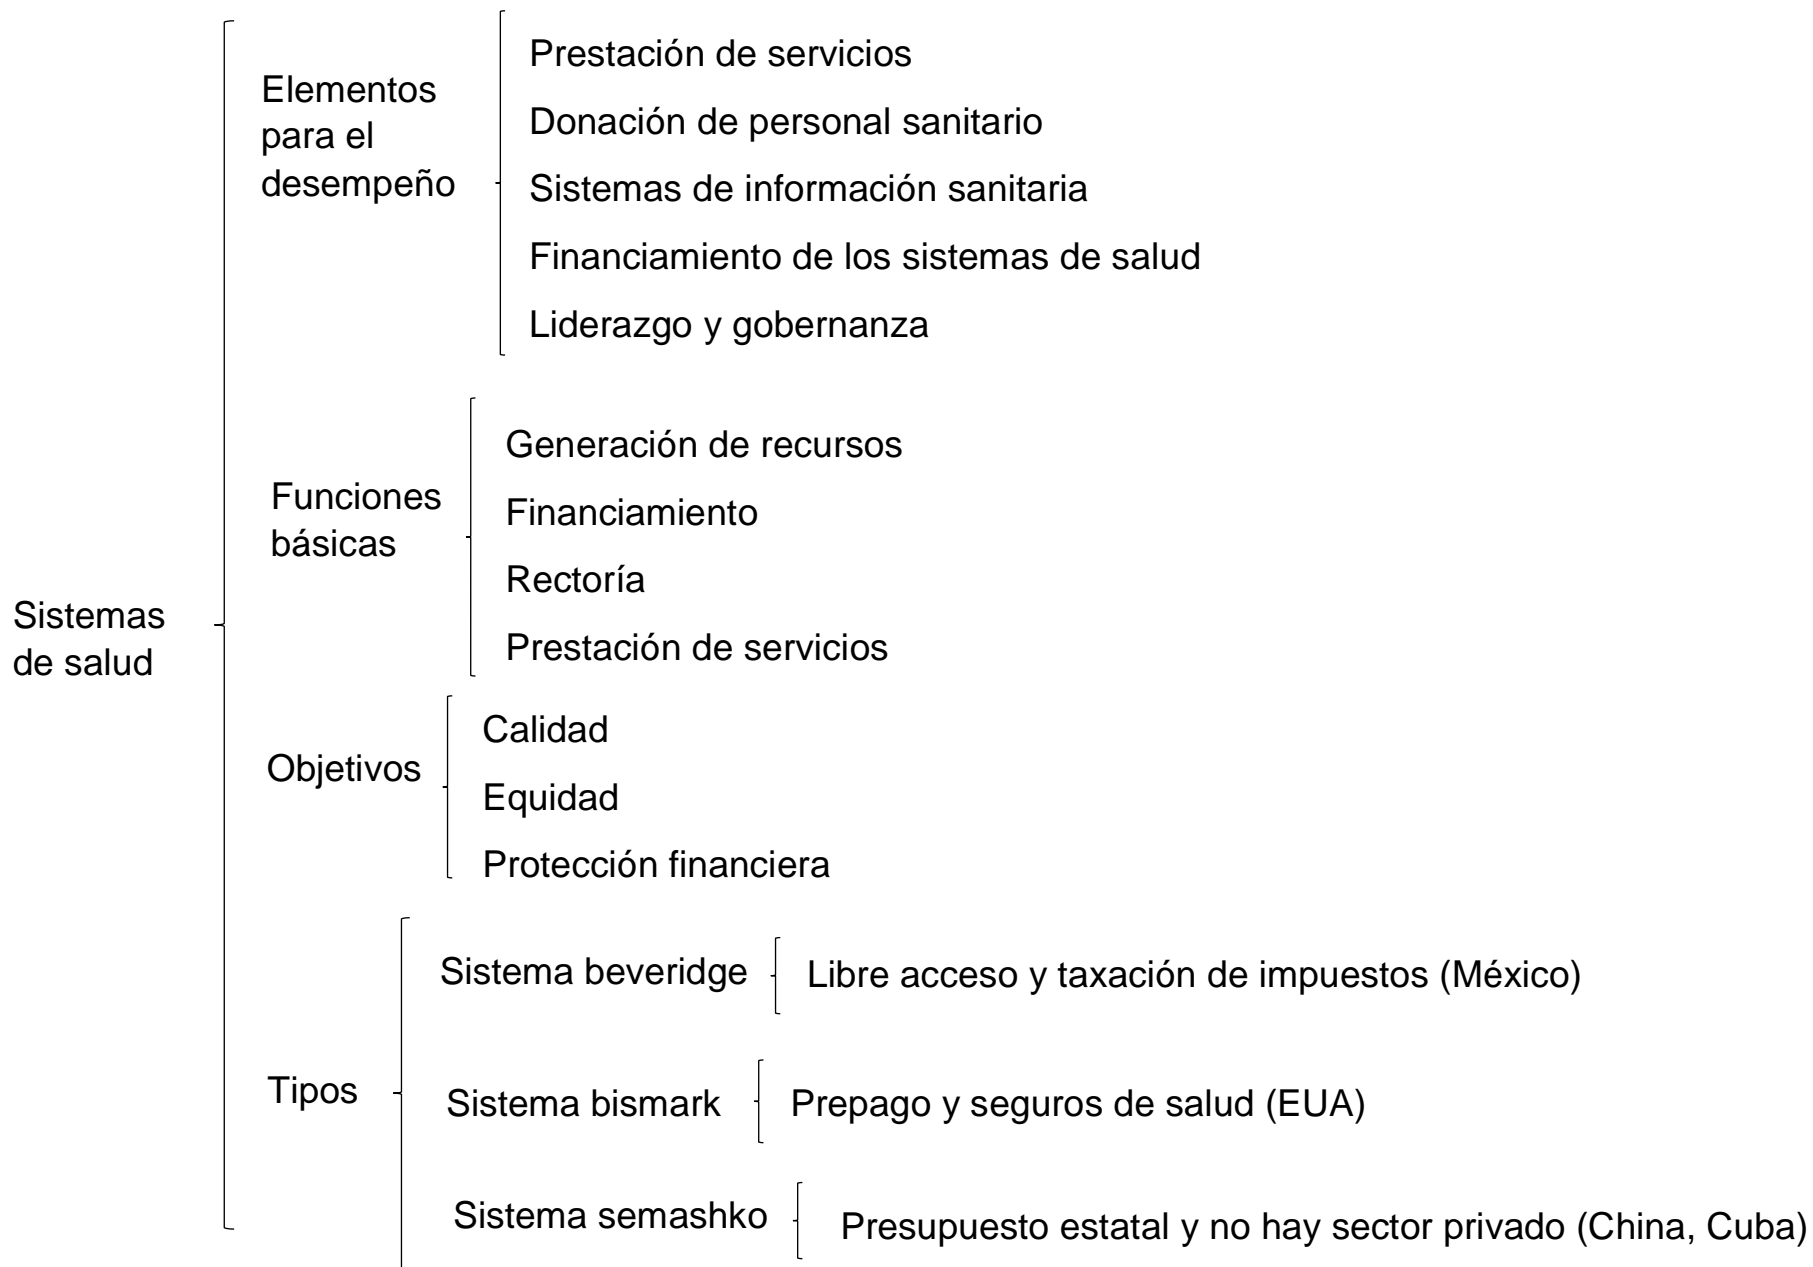 Sistemas
de salud
Elementos
para el
desempeño
Prestación de servicios
Donación de personal sanitario
Sistemas de información sanitaria
Financiamiento de los sistemas de salud
Liderazgo y gobernanza
Funciones
básicas
Generación de recursos
Financiamiento
Rectoría
Prestación de servicios
Objetivos
Calidad
Equidad
Protección financiera
Tipos
Sistema beveridge
Libre acceso y taxación de impuestos (México)
Sistema bismark
Prepago y seguros de salud (EUA)
Sistema semashko
Presupuesto estatal y no hay sector privado (China, Cuba)